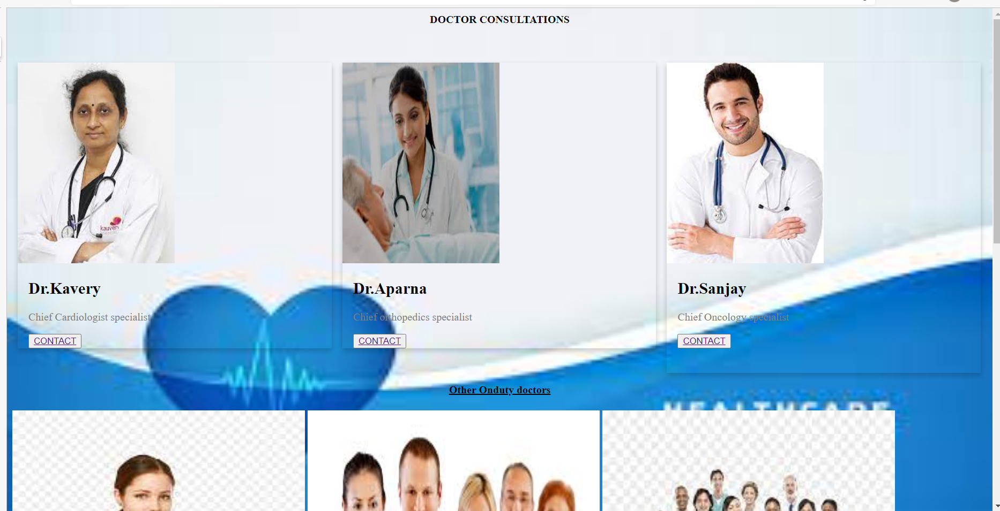 DOCTOR CONSULTATIONS
kauvery
Dr.Kavery
Chief Cardiologist specialist
CONTACT
Dr.Aparna
Chief orthopedics specialist
CONTACT
Dr.Sanjay
Chief Oncology specialist
CONTACT
Other Onduty doctors
HEALTHCARE